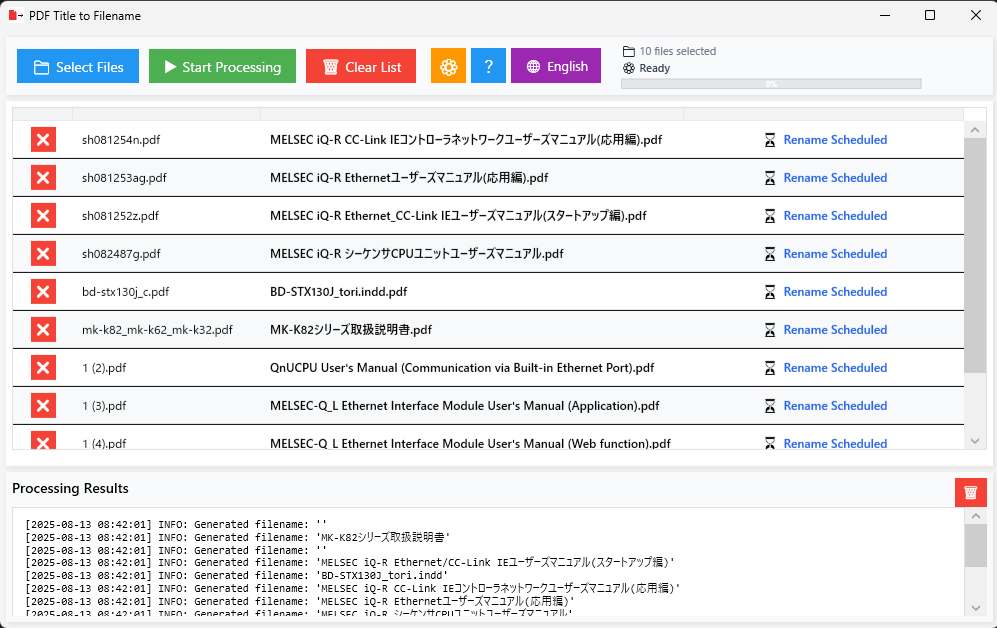 PDF Title to Filename
Select Files
Start Processing
Clear List
?
English
10 files selected
Ready
0%
sh081254n.pdf MELSEC iQ-R CC-Link IEコントローラネットワークユーザーズマニュアル(応用編).pdf Rename Scheduled
sh081253ag.pdf MELSEC iQ-R Ethernetユーザーズマニュアル(応用編).pdf Rename Scheduled
sh081252z.pdf MELSEC iQ-R Ethernet_CC-Link IEユーザーズマニュアル(スタートアップ編).pdf Rename Scheduled
sh082487g.pdf MELSEC iQ-R シーケンサCPUユニットユーザーズマニュアル.pdf Rename Scheduled
bd-stx130j_c.pdf BD-STX130J_tori.indd.pdf Rename Scheduled
mk-k82_mk-k62_mk-k32.pdf MK-K82シリーズ取扱説明書.pdf Rename Scheduled
1 (2).pdf QnUCPU User's Manual (Communication via Built-in Ethernet Port).pdf Rename Scheduled
1 (3).pdf MELSEC-Q_L Ethernet Interface Module User's Manual (Application).pdf Rename Scheduled
1 (4).pdf MELSEC-Q_L Ethernet Interface Module User's Manual (Web function).pdf Rename Scheduled
Processing Results
[2025-08-13 08:42:01] INFO: Generated filename: ''
[2025-08-13 08:42:01] INFO: Generated filename: 'MK-K82シリーズ取扱説明書'
[2025-08-13 08:42:01] INFO: Generated filename: ''
[2025-08-13 08:42:01] INFO: Generated filename: 'MELSEC iQ-R Ethernet/CC-Link IEユーザーズマニュアル(スタートアップ編)'
[2025-08-13 08:42:01] INFO: Generated filename: 'BD-STX130J_tori.indd'
[2025-08-13 08:42:01] INFO: Generated filename: 'MELSEC iQ-R CC-Link IEコントローラネットワークユーザーズマニュアル(応用編)'
[2025-08-13 08:42:01] INFO: Generated filename: 'MELSEC iQ-R Ethernetユーザーズマニュアル(応用編)'
[2025-08-13 08:42:01] INFO: Generated filename: 'MELSEC iQ-R シーケンサCPUユニットユーザーズマニュアル'